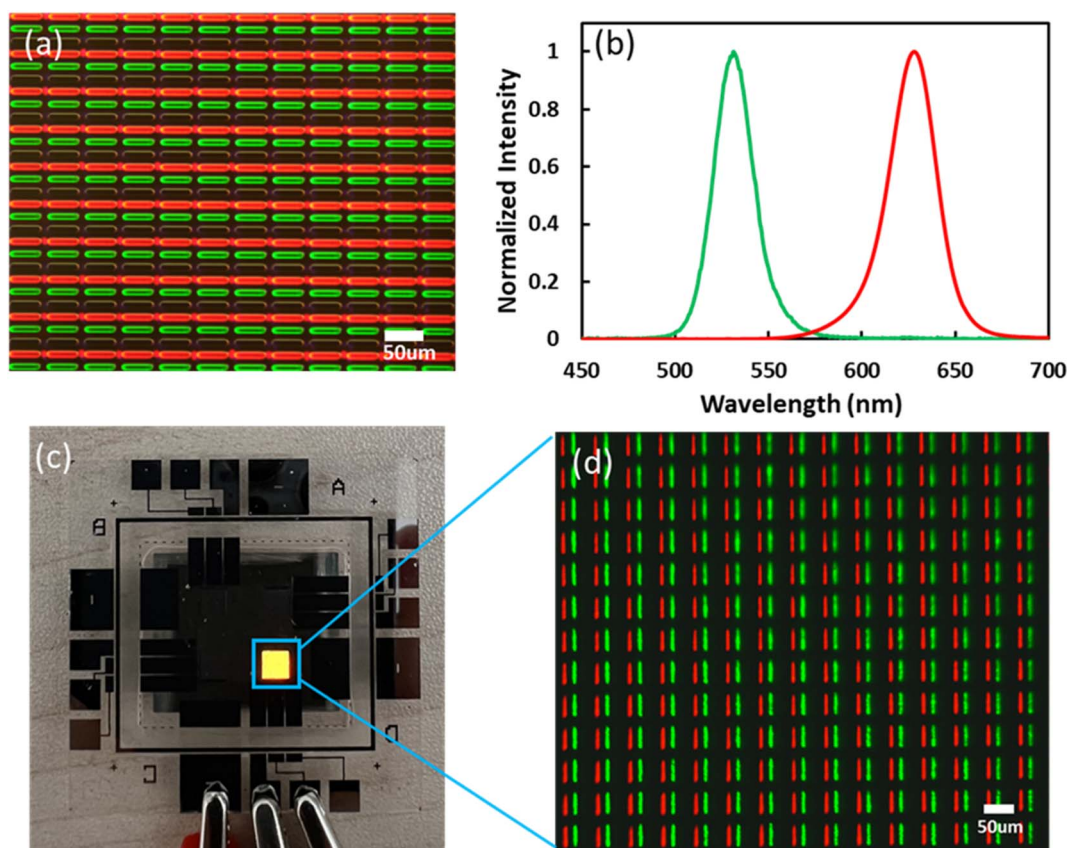 (a)
50um
(b)
Normalized Intensity
1
0.8
0.6
0.4
0.2
0
450 500 550 600 650 700
Wavelength (nm)
(c)
A
B
C
D
(d)
50um